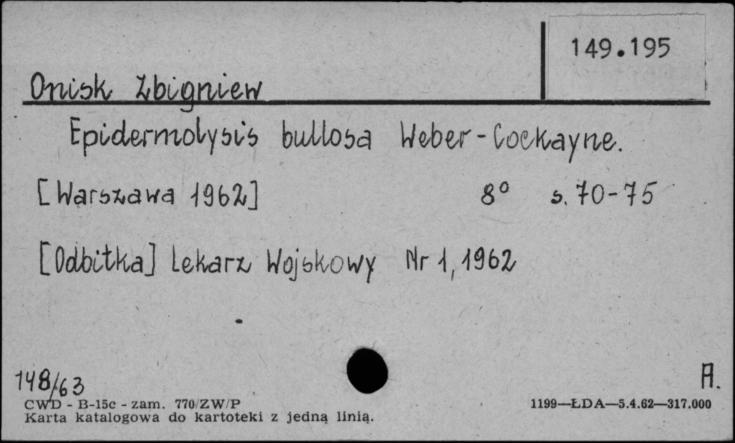 149.195
Onisk Zbigniew
Epidermolysis bullosa Weber-Cockayne.
[Warszawa 1962] 8° s. 70-75
[Odbitka] Lekarz Wojskowy Nr 1, 1962
148/63 A.
CWD - B-15c - zam. 770/ZW/P 1199—ŁDA—5.4.62—317.000
Karta katalogowa do kartoteki z jedną linią.